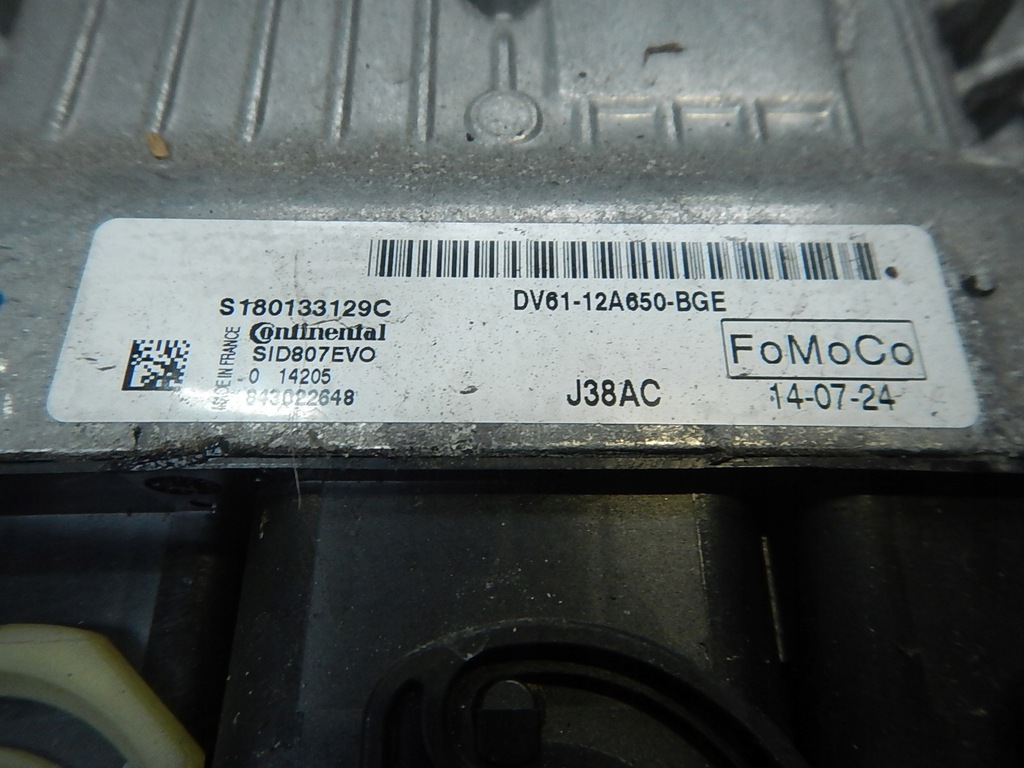 S180133129C
DV61-12A650-BGE
Continental
MADE IN FRANCE
SID807EVO
FoMoCo
0 14205
843022648
J38AC
14-07-24